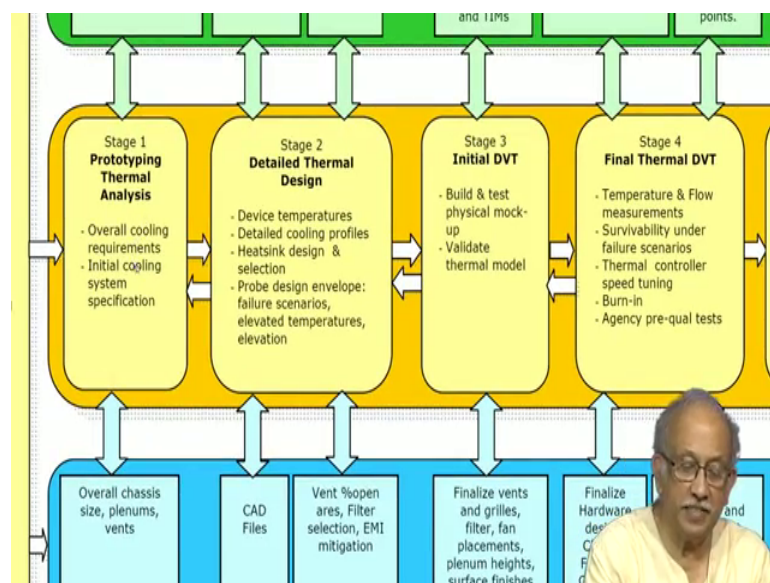 and TIMs
points.
Stage 1
Prototyping
Thermal
Analysis
- Overall cooling
requirements
- Initial cooling
system
specification
Stage 2
Detailed Thermal
Design
- Device temperatures
- Detailed cooling profiles
- Heatsink design &
selection
- Probe design envelope:
failure scenarios,
elevated temperatures,
elevation
Stage 3
Initial DVT
- Build & test
physical mock-
up
- Validate
thermal model
Stage 4
Final Thermal DVT
- Temperature & Flow
measurements
- Survivability under
failure scenarios
- Thermal controller
speed tuning
- Burn-in
- Agency pre-qual tests
Overall chassis
size, plenums,
vents
CAD
Files
Vent %open
ares, Filter
selection, EMI
mitigation
Finalize vents
and grilles,
filter, fan
placements,
plenum heights,
surface finishes
Finalize
Hardware
and